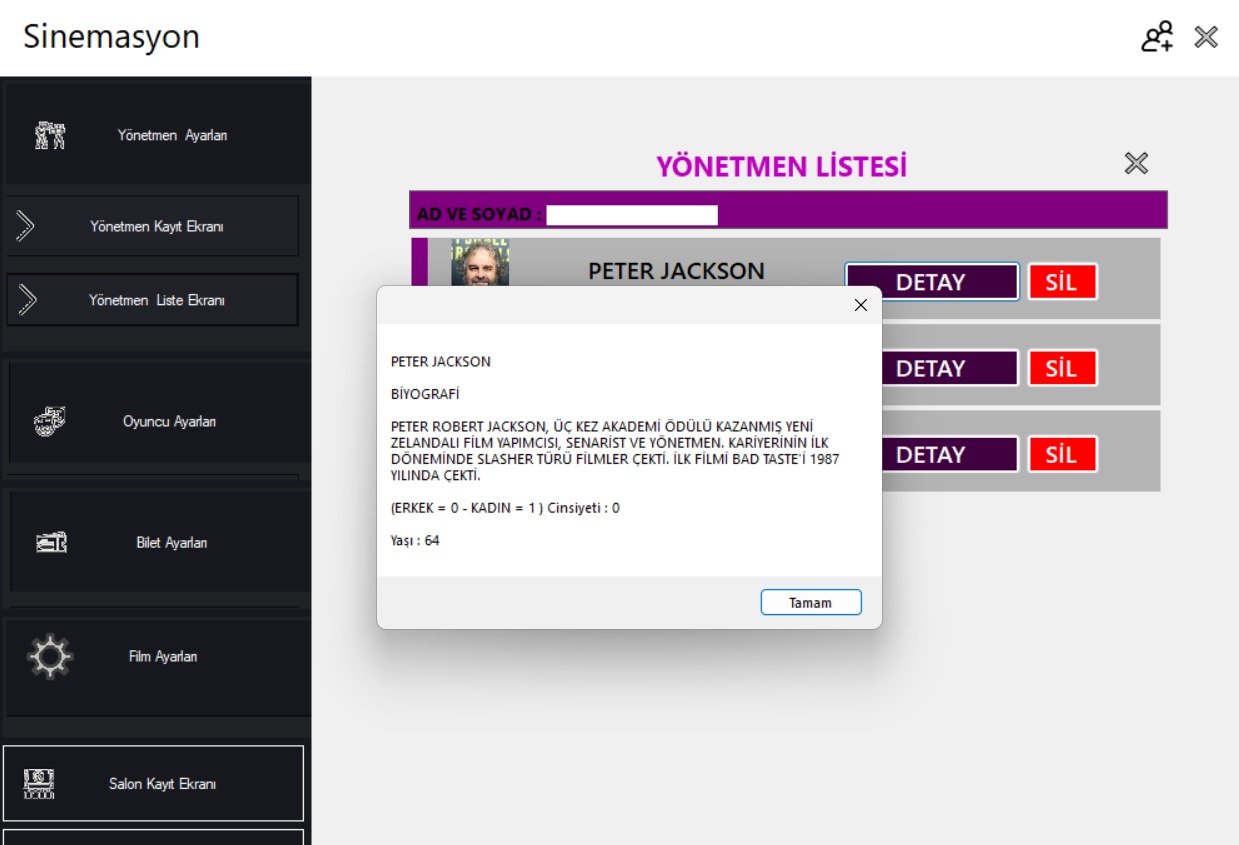 Sinemasyon
Yönetmen Ayarları
Yönetmen Kayıt Ekranı
Yönetmen Liste Ekranı
Oyuncu Ayarları
Bilet Ayarları
Film Ayarları
Salon Kayıt Ekranı
YÖNETMEN LİSTESİ
AD VE SOYAD :
PETER JACKSON
DETAY
SİL
DETAY
SİL
DETAY
SİL
PETER JACKSON
BİYOGRAFİ
PETER ROBERT JACKSON, ÜÇ KEZ AKADEMİ ÖDÜLÜ KAZANMIŞ YENİ
ZELANDALI FİLM YAPIMCISI, SENARİST VE YÖNETMEN. KARİYERİNİN İLK
DÖNEMİNDE SLASHER TÜRÜ FİLMLER ÇEKTİ. İLK FİLMİ BAD TASTE'İ 1987
YILINDA ÇEKTİ.
(ERKEK = 0 - KADIN = 1 ) Cinsiyeti : 0
Yaşı : 64
Tamam